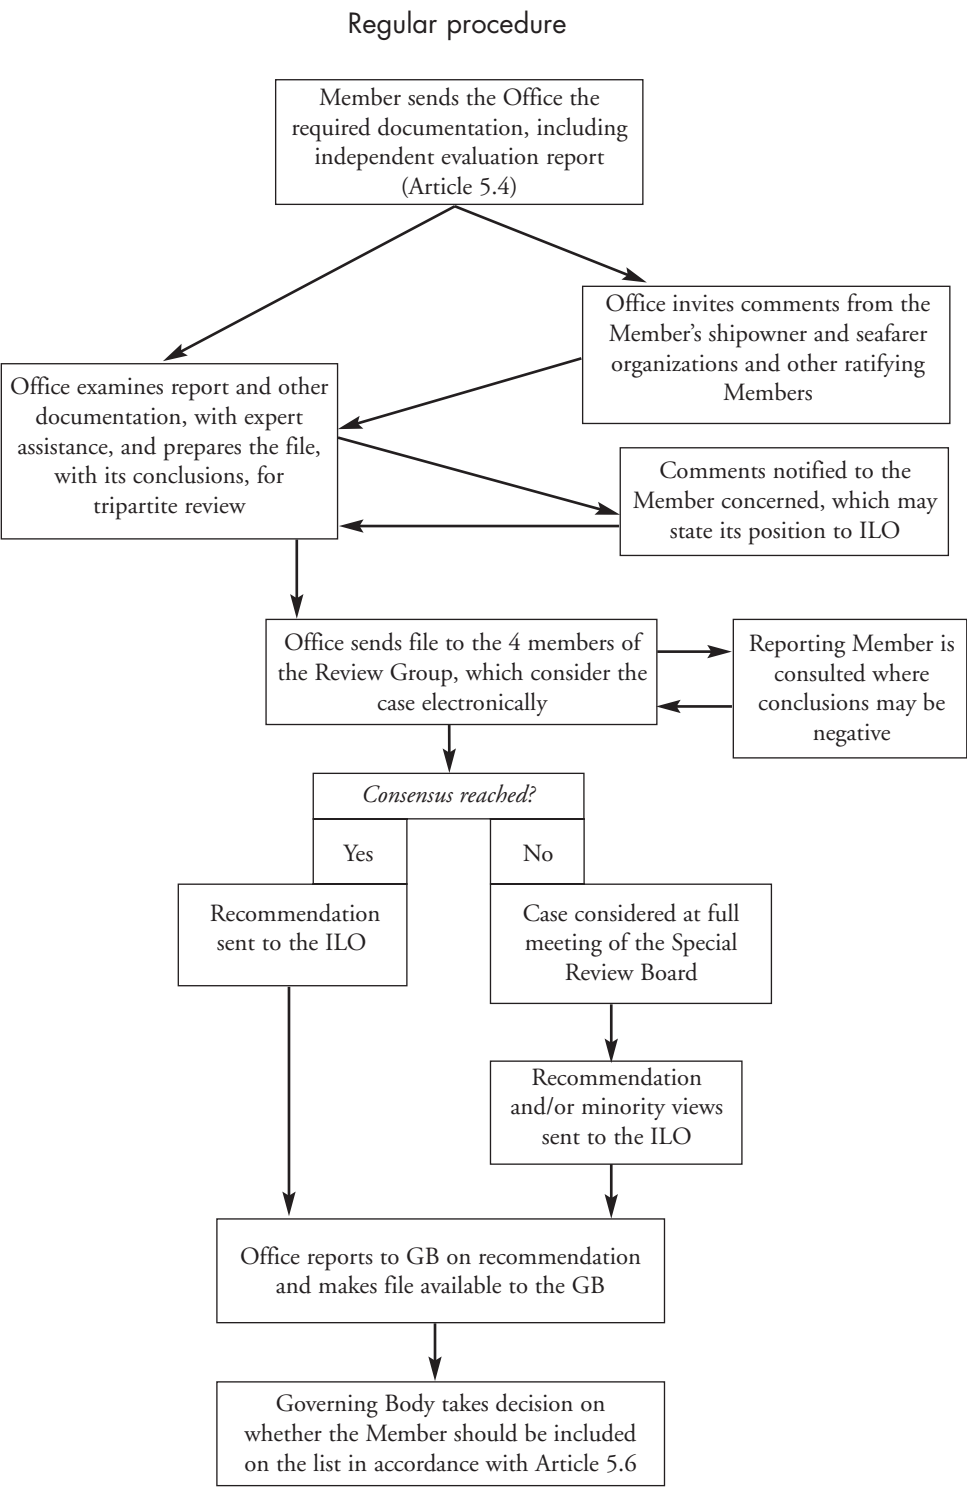 Regular procedure
Member sends the Office the
required documentation, including
independent evaluation report
(Article 5.4)
Office invites comments from the
Member's shipowner and seafarer
organizations and other ratifying
Members
Office examines report and other
documentation, with expert
assistance, and prepares the file,
with its conclusions, for
tripartite review
Comments notified to the
Member concerned, which may
state its position to ILO
Office sends file to the 4 members of
the Review Group, which consider the
case electronically
Reporting Member is
consulted where
conclusions may be
negative
Consensus reached?
Yes
No
Recommendation
sent to the ILO
Case considered at full
meeting of the Special
Review Board
Recommendation
and/or minority views
sent to the ILO
Office reports to GB on recommendation
and makes file available to the GB
Governing Body takes decision on
whether the Member should be included
on the list in accordance with Article 5.6